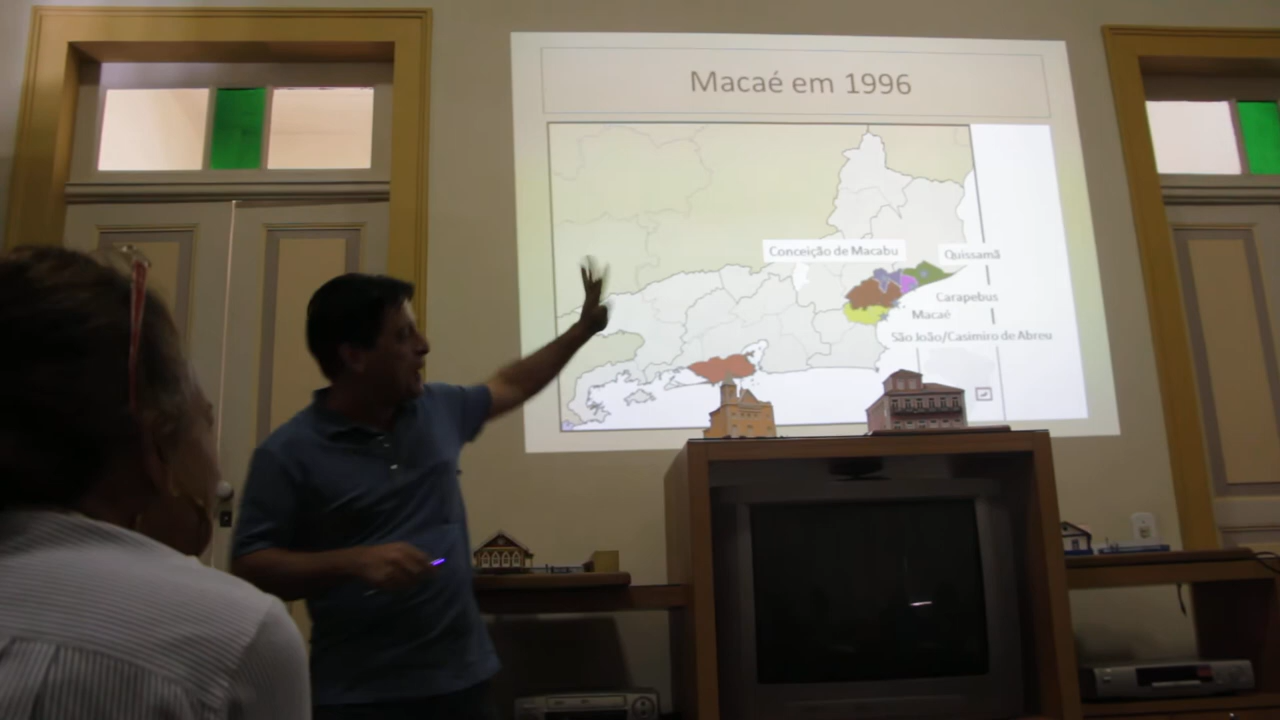 Macaé em 1996
Conceição de Macabu
Quissamã
Carapebus
Macaé
São João/Casimiro de Abreu